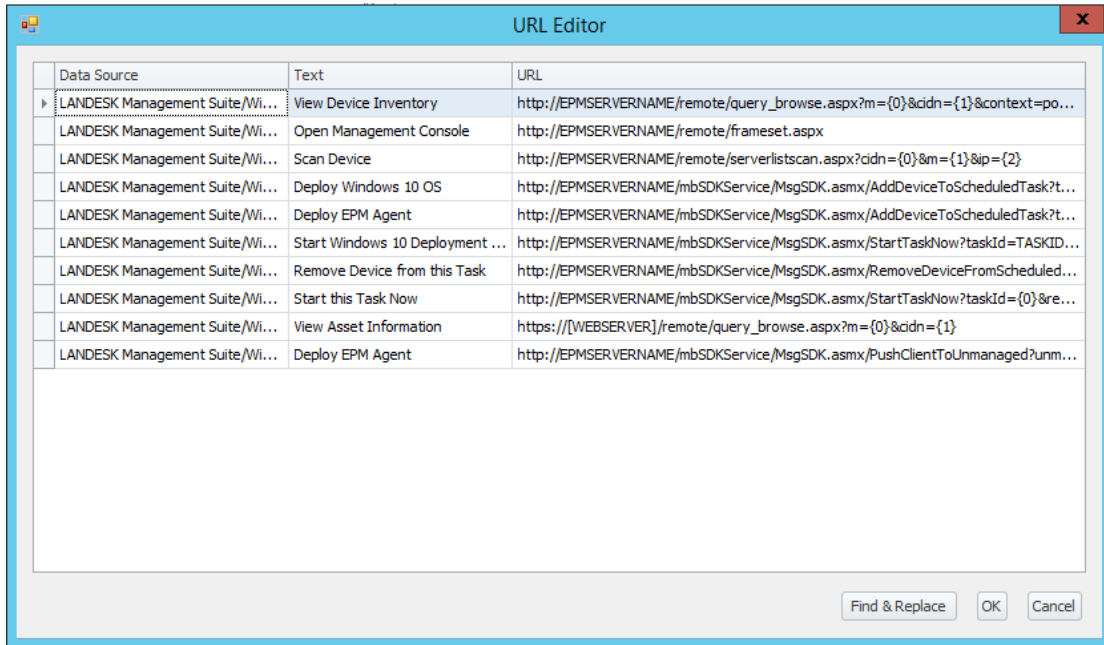 URL Editor
x
Data Source Text URL
LANDESK Management Suite/Wi... View Device Inventory http://EPMSERVERNAME/remote/query_browse.aspx?m={0}&cidn={1}&context=po...
LANDESK Management Suite/Wi... Open Management Console http://EPMSERVERNAME/remote/frameset.aspx
LANDESK Management Suite/Wi... Scan Device http://EPMSERVERNAME/remote/serverlistscan.aspx?cidn={0}&m={1}&ip={2}
LANDESK Management Suite/Wi... Deploy Windows 10 OS http://EPMSERVERNAME/mbSDKService/MsgSDK.asmx/AddDeviceToScheduledTask?t...
LANDESK Management Suite/Wi... Deploy EPM Agent http://EPMSERVERNAME/mbSDKService/MsgSDK.asmx/AddDeviceToScheduledTask?t...
LANDESK Management Suite/Wi... Start Windows 10 Deployment ... http://EPMSERVERNAME/mbSDKService/MsgSDK.asmx/StartTaskNow?taskId=TASKID...
LANDESK Management Suite/Wi... Remove Device from this Task http://EPMSERVERNAME/mbSDKService/MsgSDK.asmx/RemoveDeviceFromScheduled...
LANDESK Management Suite/Wi... Start this Task Now http://EPMSERVERNAME/mbSDKService/MsgSDK.asmx/StartTaskNow?taskId={0}&re...
LANDESK Management Suite/Wi... View Asset Information https://[WEBSERVER]/remote/query_browse.aspx?m={0}&cidn={1}
LANDESK Management Suite/Wi... Deploy EPM Agent http://EPMSERVERNAME/mbSDKService/MsgSDK.asmx/PushClientToUnmanaged?unm...
Find & Replace OK Cancel